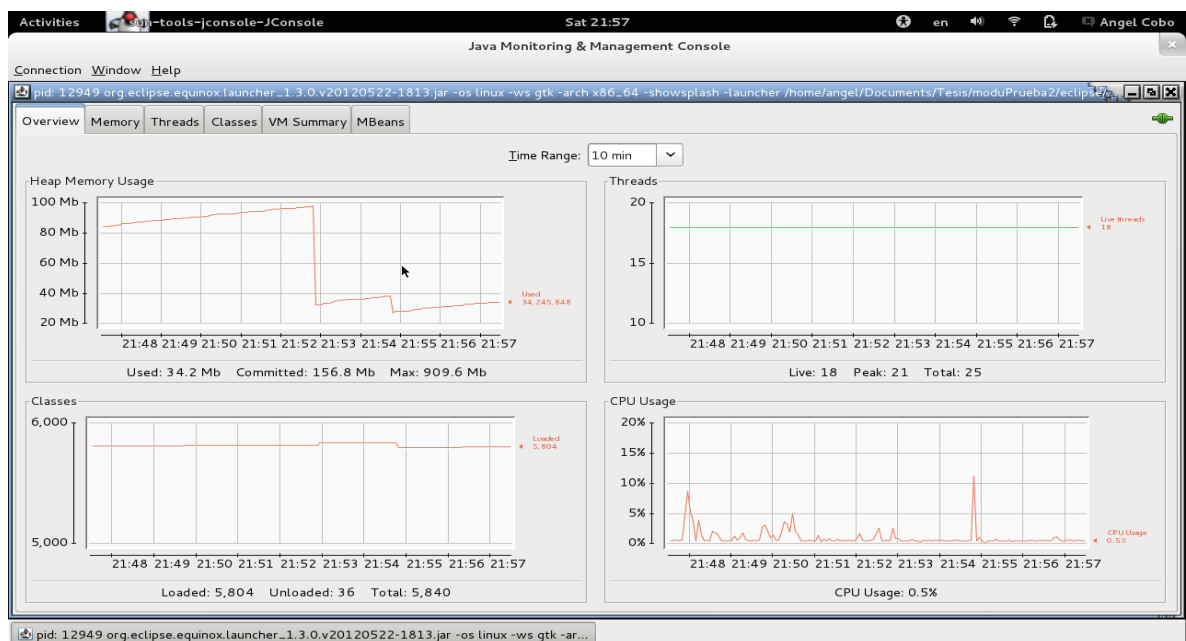 Activities sun-tools-jconsole-JConsole Sat 21:57 en Angel Cobo
Java Monitoring & Management Console
Connection Window Help
pid: 12949 org.eclipse.equinox.launcher_1.3.0.v20120522-1813.jar -os linux -ws gtk -arch x86_64 -showsplash -launcher /home/angel/Documents/Tesis/moduPrueba2/eclipse/
Overview Memory Threads Classes VM Summary MBeans
Time Range: 10 min
Heap Memory Usage
100 Mb
80 Mb
60 Mb
40 Mb
20 Mb
Used
34,245,848
21:48 21:49 21:50 21:51 21:52 21:53 21:54 21:55 21:56 21:57
Used: 34.2 Mb Committed: 156.8 Mb Max: 909.6 Mb
Threads
20
15
10
Live threads
18
21:48 21:49 21:50 21:51 21:52 21:53 21:54 21:55 21:56 21:57
Live: 18 Peak: 21 Total: 25
Classes
6,000
5,000
Loaded
5,804
21:48 21:49 21:50 21:51 21:52 21:53 21:54 21:55 21:56 21:57
Loaded: 5,804 Unloaded: 36 Total: 5,840
CPU Usage
20%
15%
10%
5%
0%
CPU Usage
0.5%
21:48 21:49 21:50 21:51 21:52 21:53 21:54 21:55 21:56 21:57
CPU Usage: 0.5%
pid: 12949 org.eclipse.equinox.launcher_1.3.0.v20120522-1813.jar -os linux -ws gtk -ar...